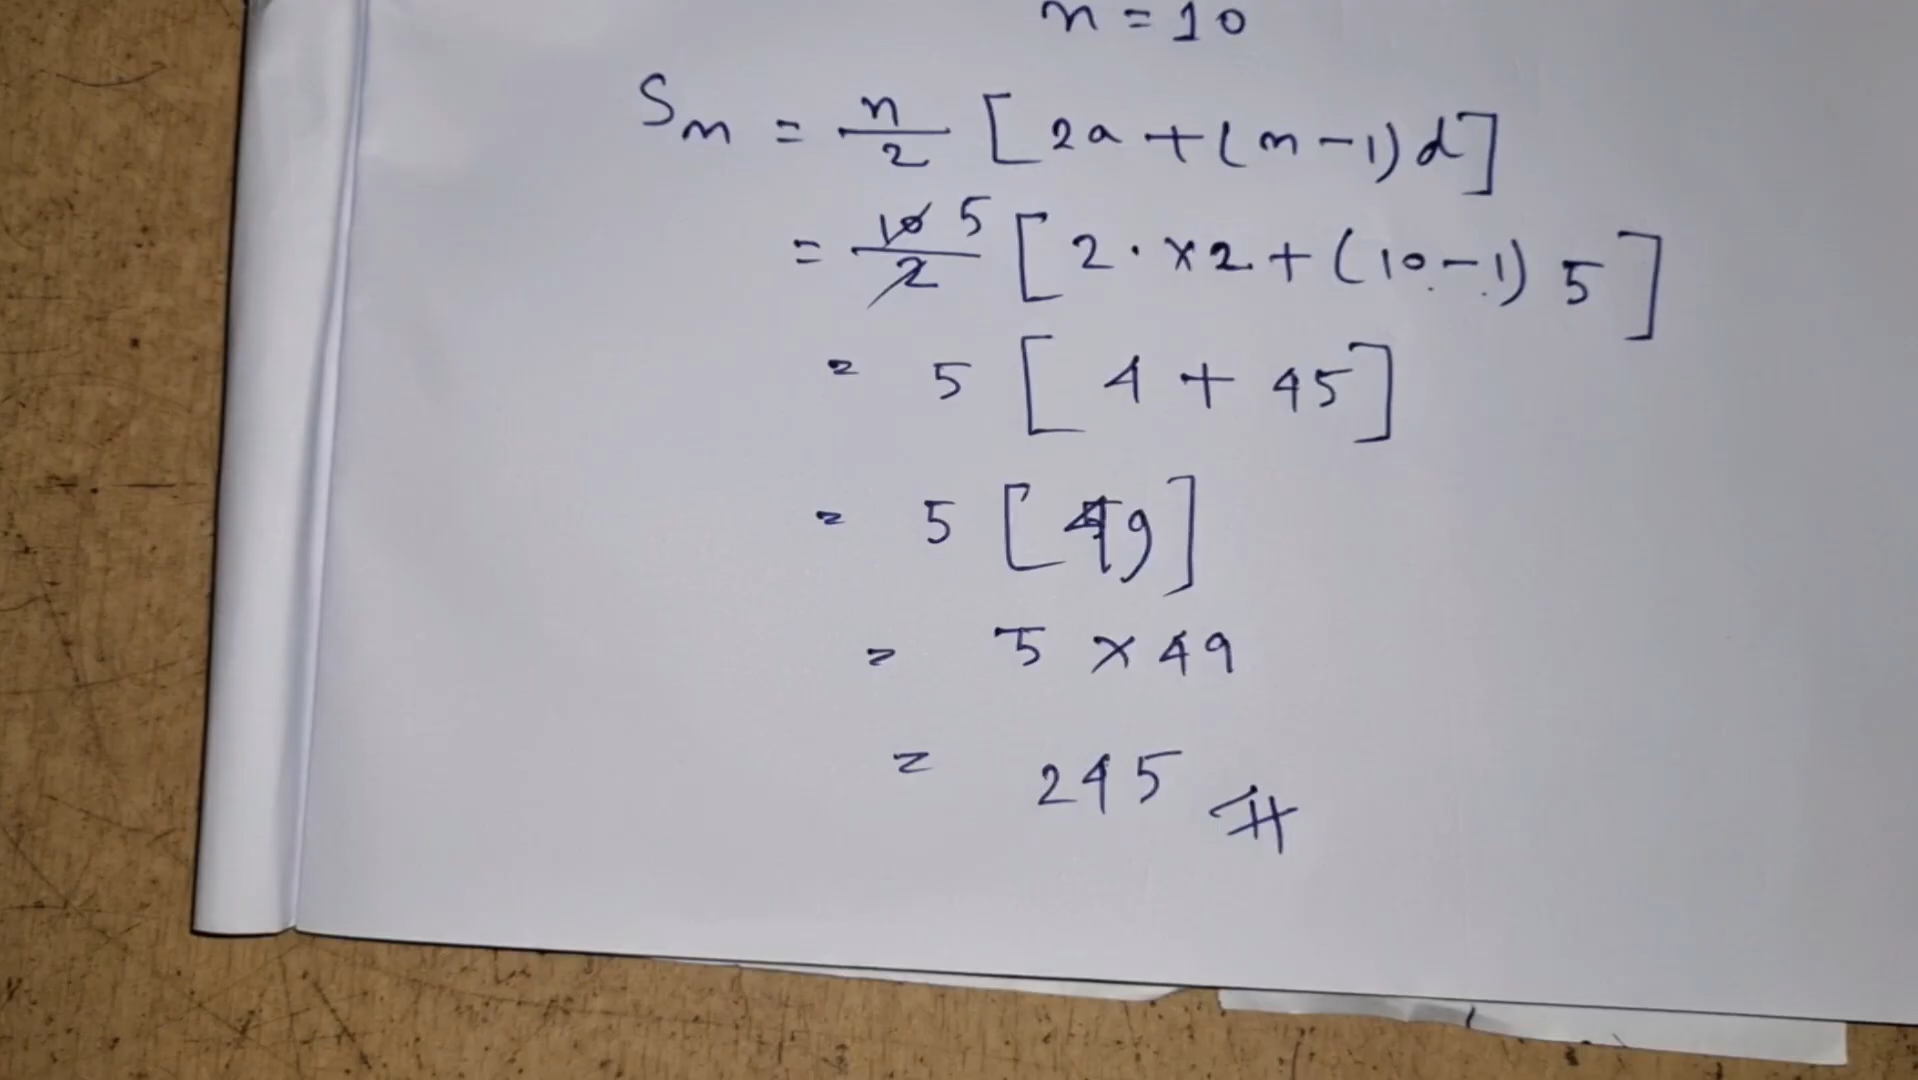 n = 10
Sn = n/2 [2a + (n-1)d]
= 10/2 5 [2. x2 + (10-1) 5]
= 5 [4 + 45]
= 5 [49]
= 5 x 49
= 245